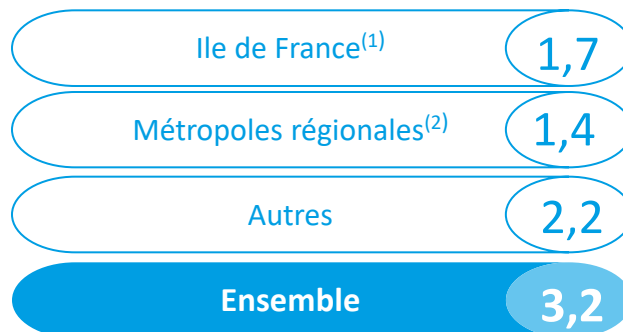 Ile de France(1) 1,7
Métropoles régionales(2) 1,4
Autres 2,2
Ensemble 3,2